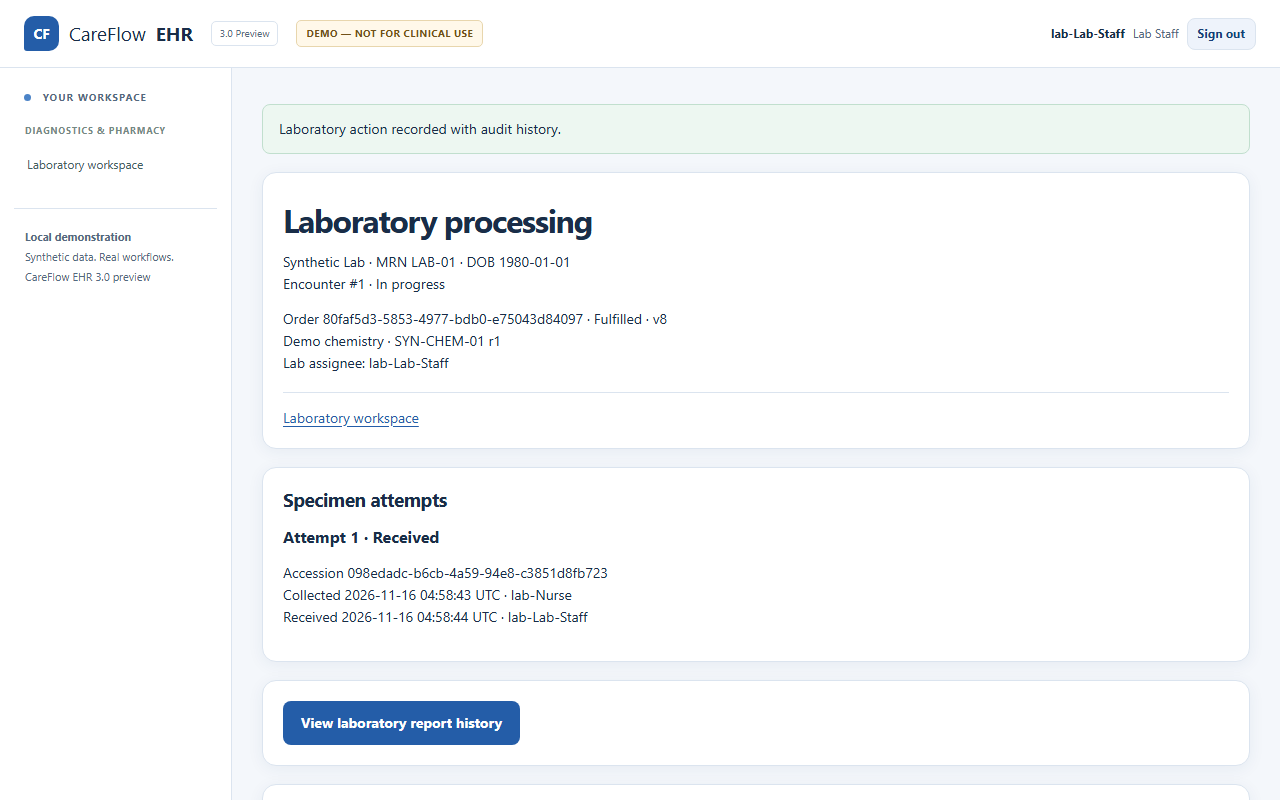 CF CareFlow EHR 3.0 Preview DEMO — NOT FOR CLINICAL USE lab-Lab-Staff Lab Staff Sign out
YOUR WORKSPACE
DIAGNOSTICS & PHARMACY
Laboratory workspace
Local demonstration
Synthetic data. Real workflows.
CareFlow EHR 3.0 preview
Laboratory action recorded with audit history.
Laboratory processing
Synthetic Lab · MRN LAB-01 · DOB 1980-01-01
Encounter #1 · In progress
Order 80faf5d3-5853-4977-bdb0-e75043d84097 · Fulfilled · v8
Demo chemistry · SYN-CHEM-01 r1
Lab assignee: lab-Lab-Staff
Laboratory workspace
Specimen attempts
Attempt 1 · Received
Accession 098edadc-b6cb-4a59-94e8-c3851d8fb723
Collected 2026-11-16 04:58:43 UTC · lab-Nurse
Received 2026-11-16 04:58:44 UTC · lab-Lab-Staff
View laboratory report history